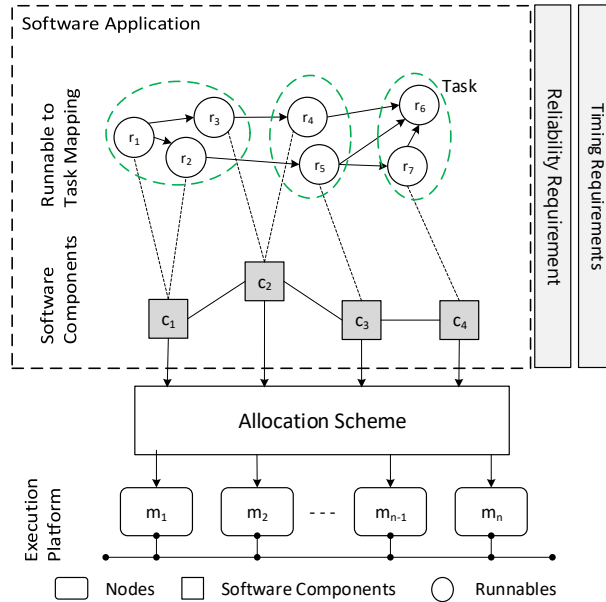 Software Application
Task
Runnable to
Task Mapping
r1
r2
r3
r4
r5
r6
r7
Software
Components
c1
c2
c3
c4
Reliability Requirement
Timing Requirements
Allocation Scheme
Execution
Platform
m1
m2
mn-1
mn
Nodes
Software Components
Runnables